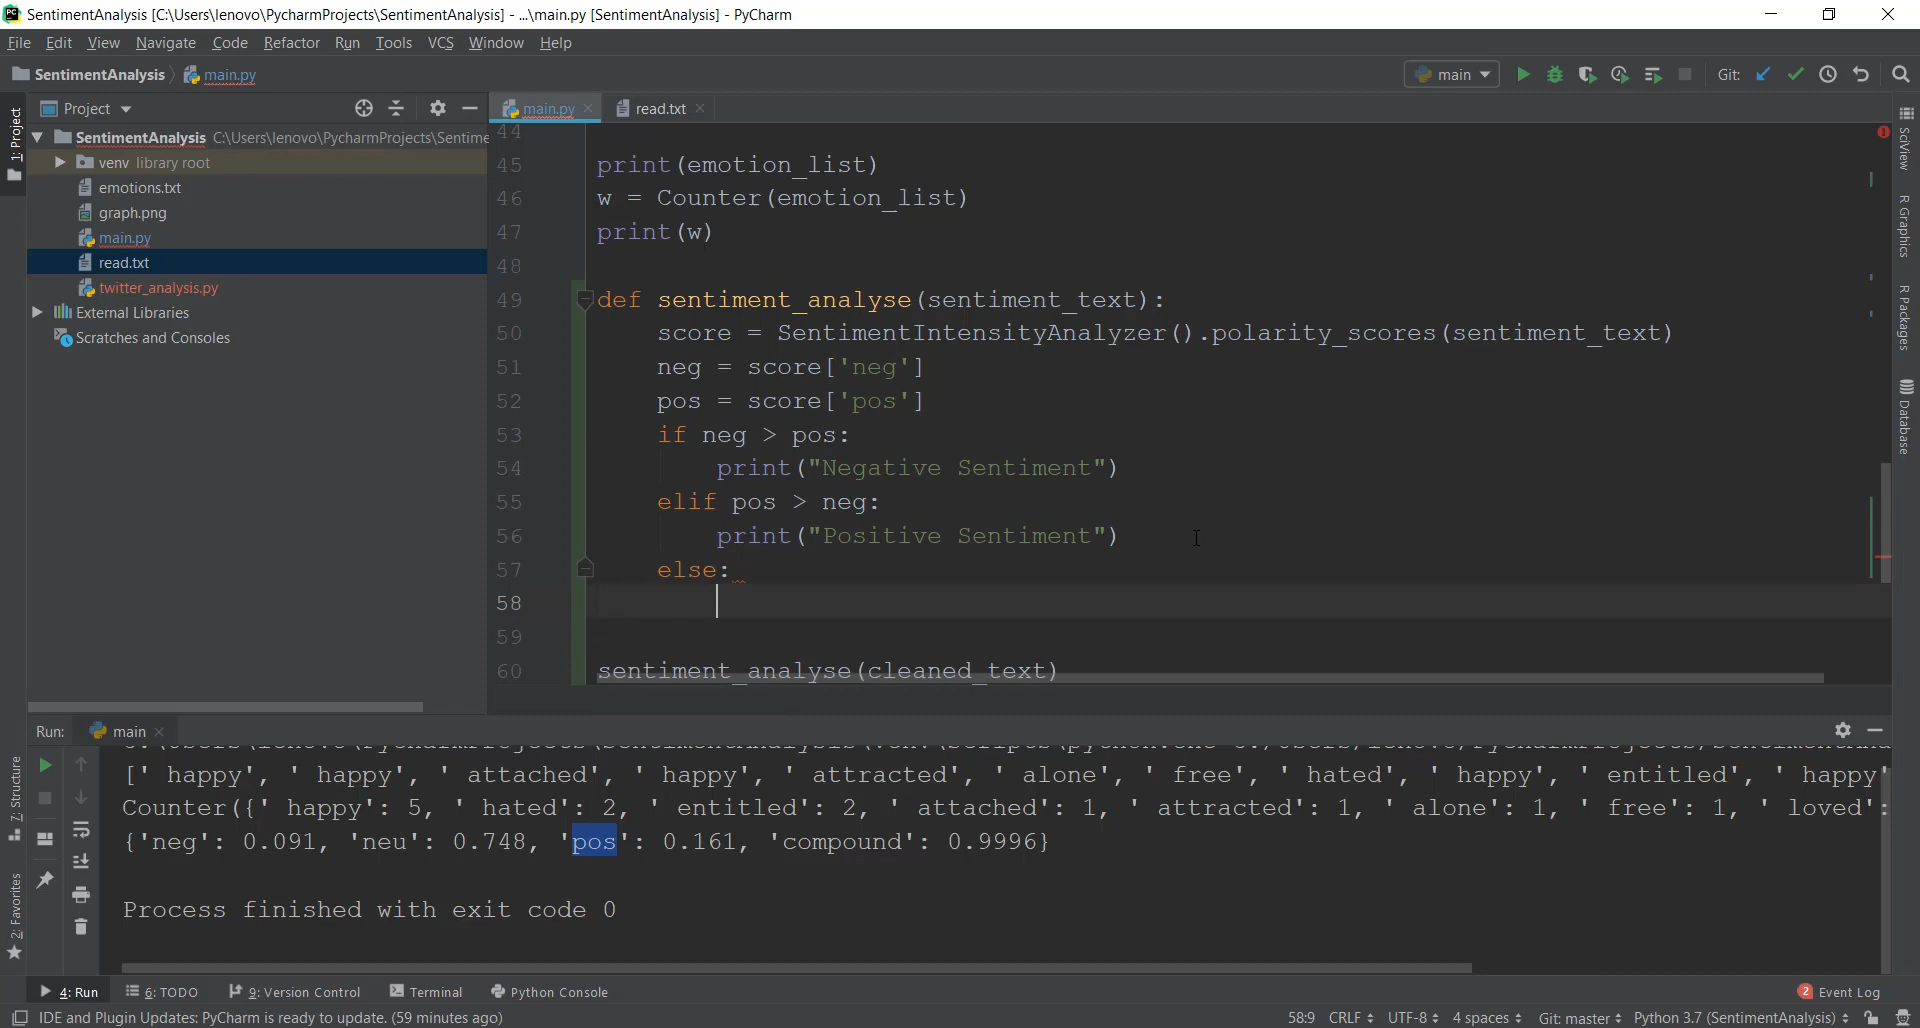 SentimentAnalysis [C:\Users\lenovo\PycharmProjects\SentimentAnalysis] - ...\main.py [SentimentAnalysis] - PyCharm
File Edit View Navigate Code Refactor Run Tools VCS Window Help
SentimentAnalysis main.py main Git:
Project
main.py read.txt
1: Project
SentimentAnalysis C:\Users\lenovo\PycharmProjects\Sentime
venv library root
emotions.txt
graph.png
main.py
read.txt
twitter_analysis.py
External Libraries
Scratches and Consoles
44
45 print(emotion_list)
46 w = Counter(emotion_list)
47 print(w)
48
49 def sentiment_analyse(sentiment_text):
50 score = SentimentIntensityAnalyzer().polarity_scores(sentiment_text)
51 neg = score['neg']
52 pos = score['pos']
53 if neg > pos:
54 print("Negative Sentiment")
55 elif pos > neg:
56 print("Positive Sentiment")
57 else:
58
59
60 sentiment_analyse(cleaned_text)
SciView
R Graphics
R Packages
Database
Run: main
[' happy', ' happy', ' attached', ' happy', ' attracted', ' alone', ' free', ' hated', ' happy', ' entitled', ' happy'
Counter({' happy': 5, ' hated': 2, ' entitled': 2, ' attached': 1, ' attracted': 1, ' alone': 1, ' free': 1, ' loved':
{'neg': 0.091, 'neu': 0.748, 'pos': 0.161, 'compound': 0.9996}
Process finished with exit code 0
7: Structure
2: Favorites
4: Run 6: TODO 9: Version Control Terminal Python Console 2 Event Log
IDE and Plugin Updates: PyCharm is ready to update. (59 minutes ago) 58:9 CRLF UTF-8 4 spaces Git: master Python 3.7 (SentimentAnalysis)